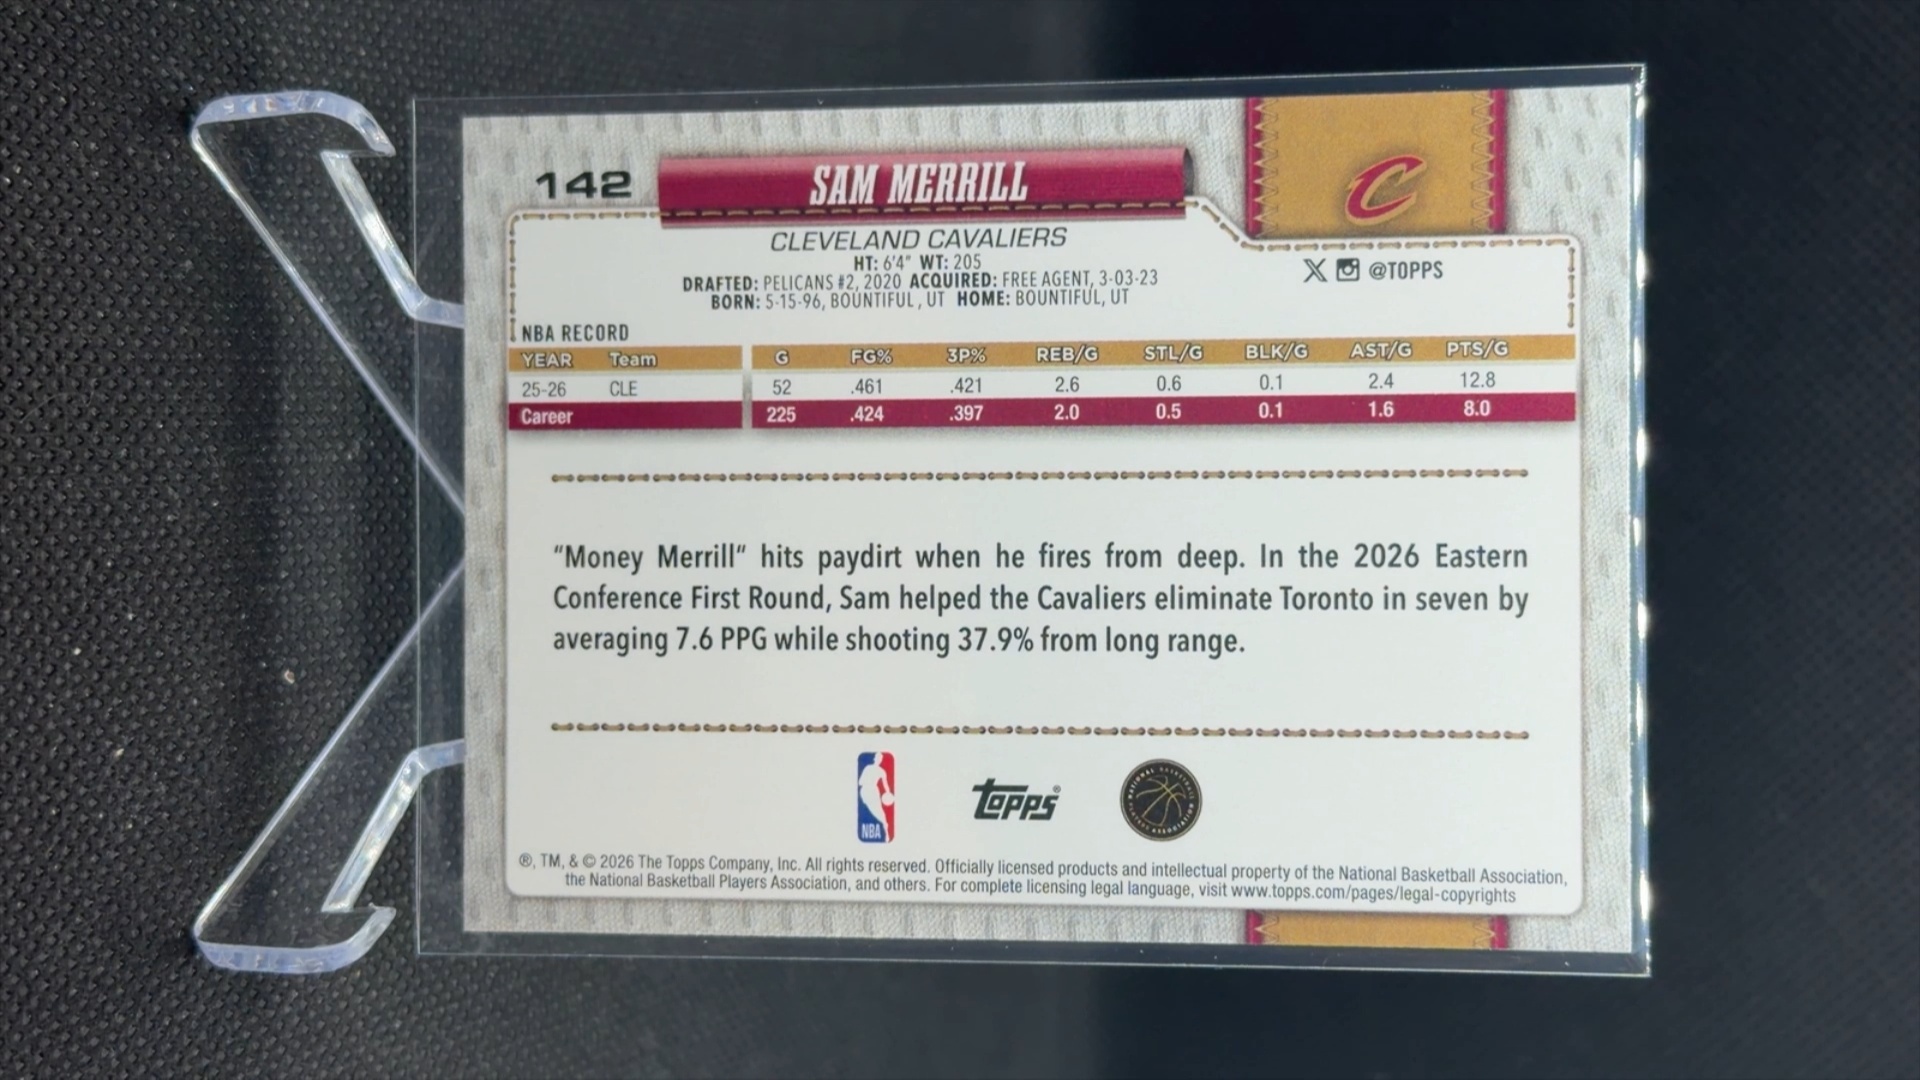 142
SAM MERRILL
C
CLEVELAND CAVALIERS
HT: 6'4" WT: 205
DRAFTED: PELICANS #2, 2020 ACQUIRED: FREE AGENT, 3-03-23
BORN: 5-15-96, BOUNTIFUL, UT HOME: BOUNTIFUL, UT
X @TOPPS
NBA RECORD
YEAR Team G FG% 3P% REB/G STL/G BLK/G AST/G PTS/G
25-26 CLE 52 .461 .421 2.6 0.6 0.1 2.4 12.8
Career 225 .424 .397 2.0 0.5 0.1 1.6 8.0
"Money Merrill" hits paydirt when he fires from deep. In the 2026 Eastern
Conference First Round, Sam helped the Cavaliers eliminate Toronto in seven by
averaging 7.6 PPG while shooting 37.9% from long range.
NBA
topps®
NATIONAL BASKETBALL PLAYERS ASSOCIATION
®, TM, & © 2026 The Topps Company, Inc. All rights reserved. Officially licensed products and intellectual property of the National Basketball Association,
the National Basketball Players Association, and others. For complete licensing legal language, visit www.topps.com/pages/legal-copyrights